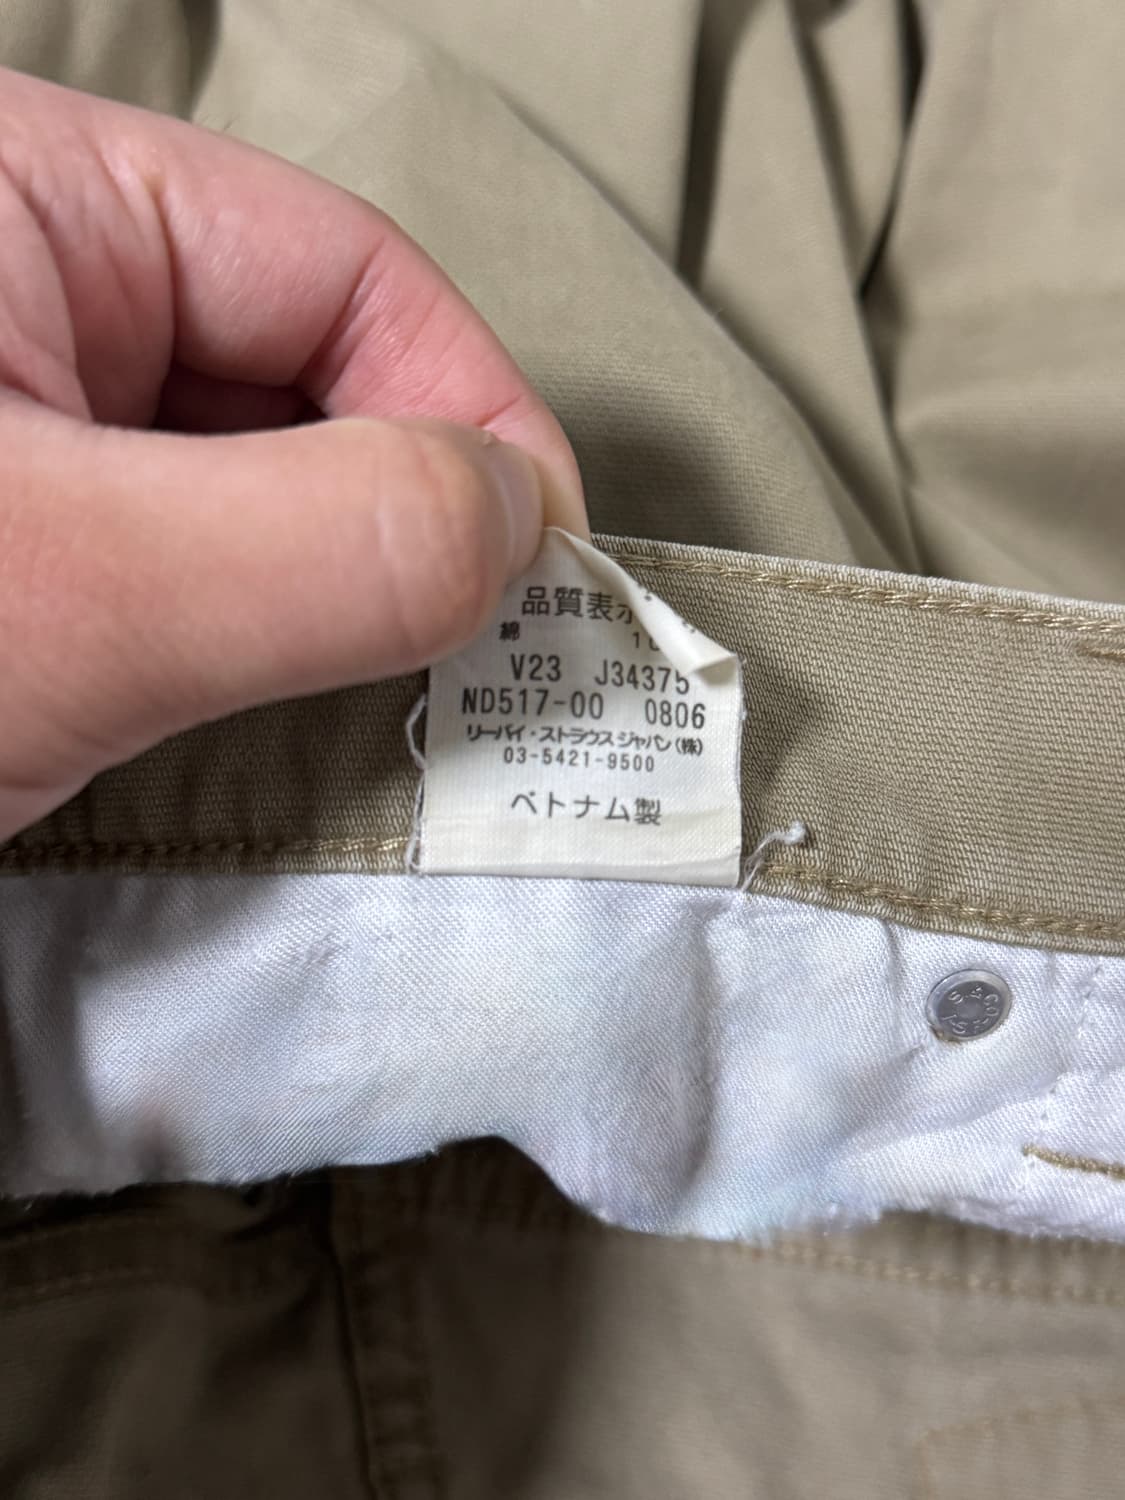 品質表
綿
V23 J34375
ND517-00 0806
リーバイ・ストラウスジャパン(株)
03-5421-9500
ベトナム製